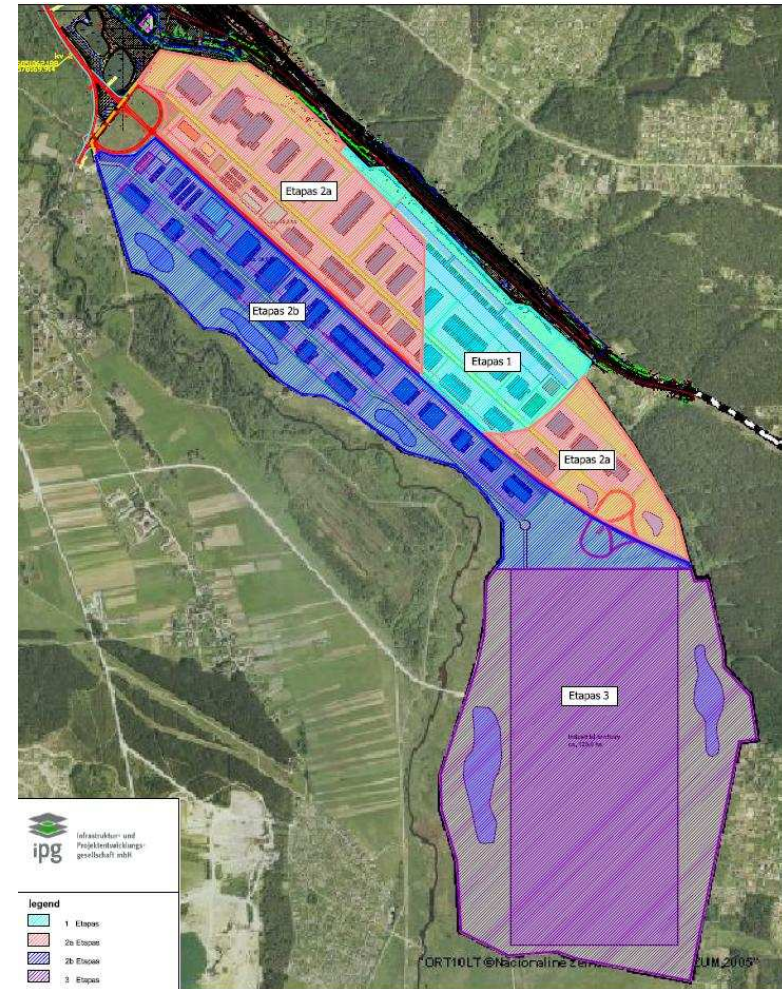 Etapas 2a
Etapas 2b
Etapas 1
Etapas 2a
Etapas 3
ipg
Infrastruktur- und
Projektentwicklungs-
gesellschaft mbH
legend
1 Etapas
2a Etapas
2b Etapas
3 Etapas
"ORT10LT ©Nacionaline 2005"